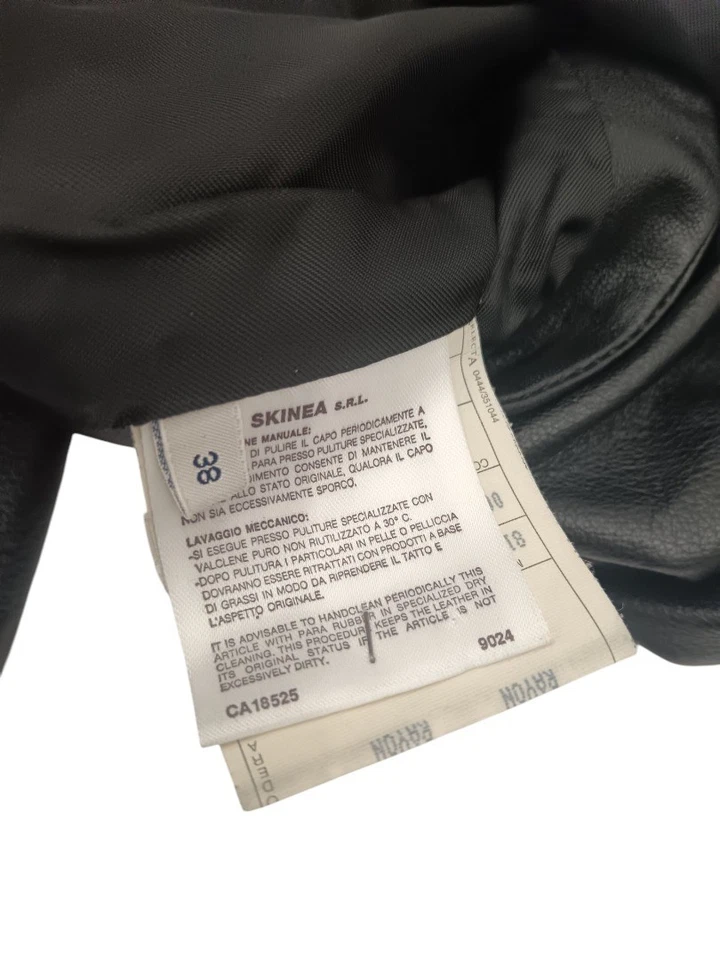 SKINEA S.R.L.
NE MANUALE:
DI PULIRE IL CAPO PERIODICAMENTE A
PARA PRESSO PULITURE SPECIALIZZATE,
IMENTO CONSENTE DI MANTENERE IL
ALLO STATO ORIGINALE, QUALORA IL CAPO
NON SIA ECCESSIVAMENTE SPORCO.
LAVAGGIO MECCANICO:
-SI ESEGUE PRESSO PULITURE SPECIALIZZATE CON
VALCLENE PURO NON RIUTILIZZATO A 30° C.
-DOPO PULITURA I PARTICOLARI IN PELLE O PELLICCIA
DOVRANNO ESSERE RITRATTATI CON PRODOTTI A BASE
DI GRASSI IN MODO DA RIPRENDERE IL TATTO E
L'ASPETTO ORIGINALE.
IT IS ADVISABLE TO HANDCLEAN PERIODICALLY THIS
ARTICLE WITH PARA RUBBER IN SPECIALIZED DRY
CLEANING. THIS PROCEDURE KEEPS THE LEATHER IN
ITS ORIGINAL STATUS IF THE ARTICLE IS NOT
EXCESSIVELY DIRTY.
9024
CA18525
38
0444/351044
RAYON
RAYON